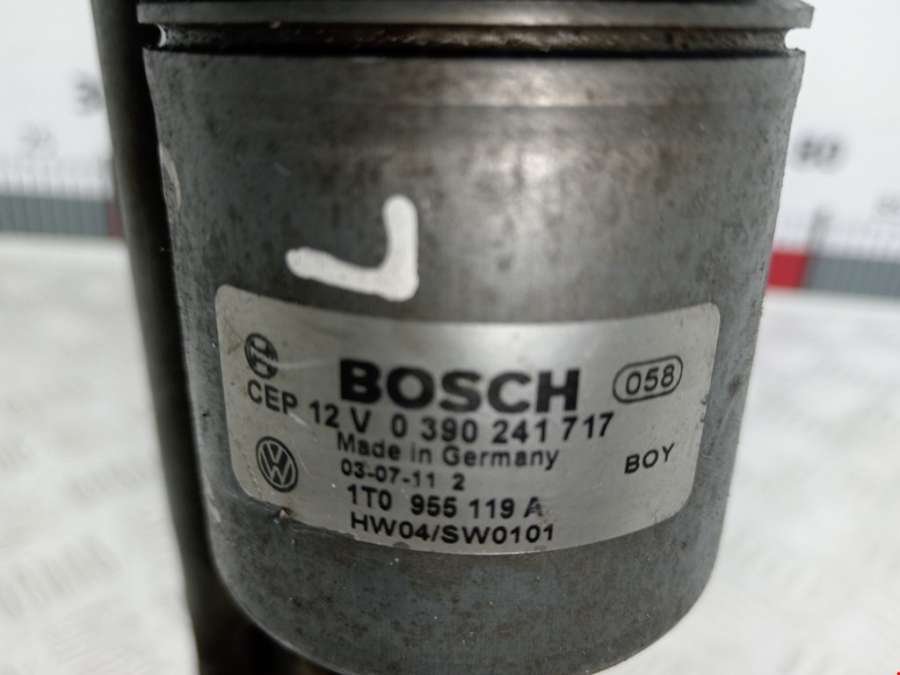 L
BOSCH 058
CEP 12 V 0 390 241 717
Made in Germany
03-07-11 2 BOY
1T0 955 119 A
HW04/SW0101